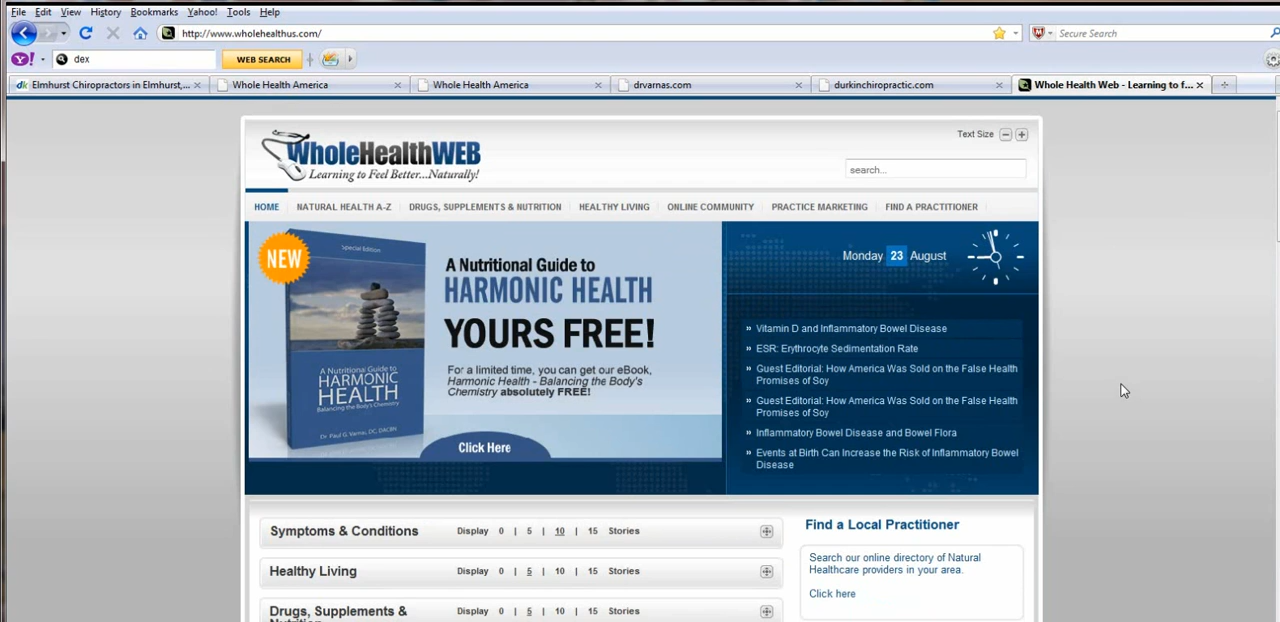 File Edit View History Bookmarks Yahoo! Tools Help
http://www.wholehealthus.com/
Secure Search
Y! dex WEB SEARCH
dk Elmhurst Chiropractors in Elmhurst,...
Whole Health America
Whole Health America
drvarnas.com
durkinchiropractic.com
Whole Health Web - Learning to f...
WholeHealthWEB
Learning to Feel Better...Naturally!
Text Size
search...
HOME NATURAL HEALTH A-Z DRUGS, SUPPLEMENTS & NUTRITION HEALTHY LIVING ONLINE COMMUNITY PRACTICE MARKETING FIND A PRACTITIONER
NEW
Special Edition
A Nutritional Guide to
HARMONIC
HEALTH
Balancing the Body's
Chemistry
Dr. Paul G. Varnas, DC, DACBN
A Nutritional Guide to
HARMONIC HEALTH
YOURS FREE!
For a limited time, you can get our eBook,
Harmonic Health - Balancing the Body's
Chemistry absolutely FREE!
Click Here
Monday 23 August
» Vitamin D and Inflammatory Bowel Disease
» ESR: Erythrocyte Sedimentation Rate
» Guest Editorial: How America Was Sold on the False Health
Promises of Soy
» Guest Editorial: How America Was Sold on the False Health
Promises of Soy
» Inflammatory Bowel Disease and Bowel Flora
» Events at Birth Can Increase the Risk of Inflammatory Bowel
Disease
Symptoms & Conditions Display 0 | 5 | 10 | 15 Stories
Healthy Living Display 0 | 5 | 10 | 15 Stories
Drugs, Supplements & Display 0 | 5 | 10 | 15 Stories
Nutrition
Find a Local Practitioner
Search our online directory of Natural
Healthcare providers in your area.
Click here